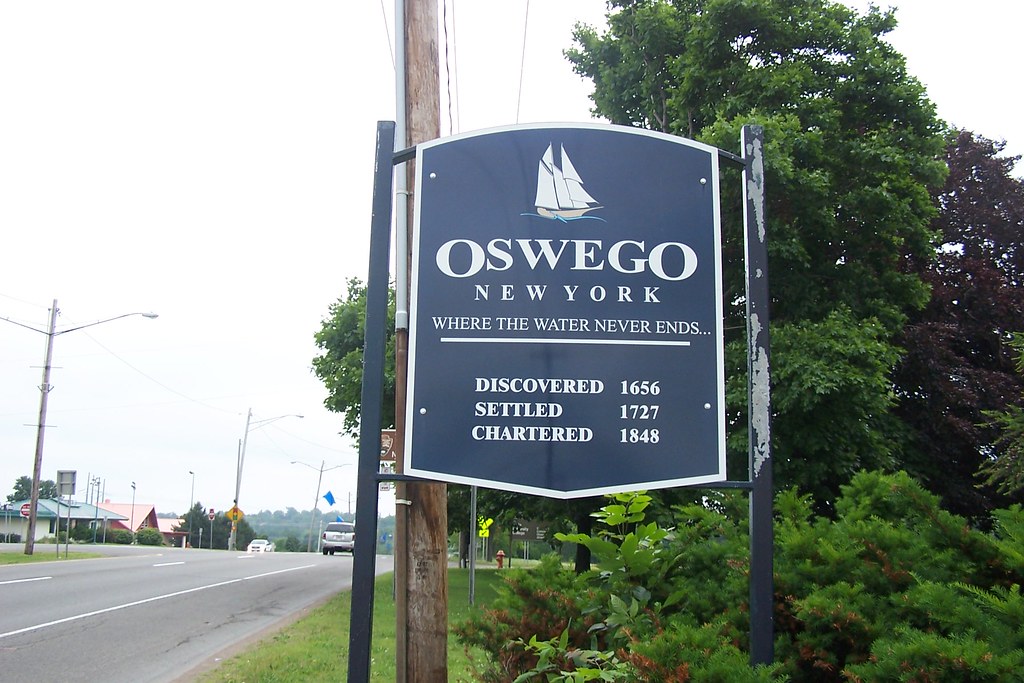 OSWEGO
NEW YORK
WHERE THE WATER NEVER ENDS...
DISCOVERED 1656
SETTLED 1727
CHARTERED 1848